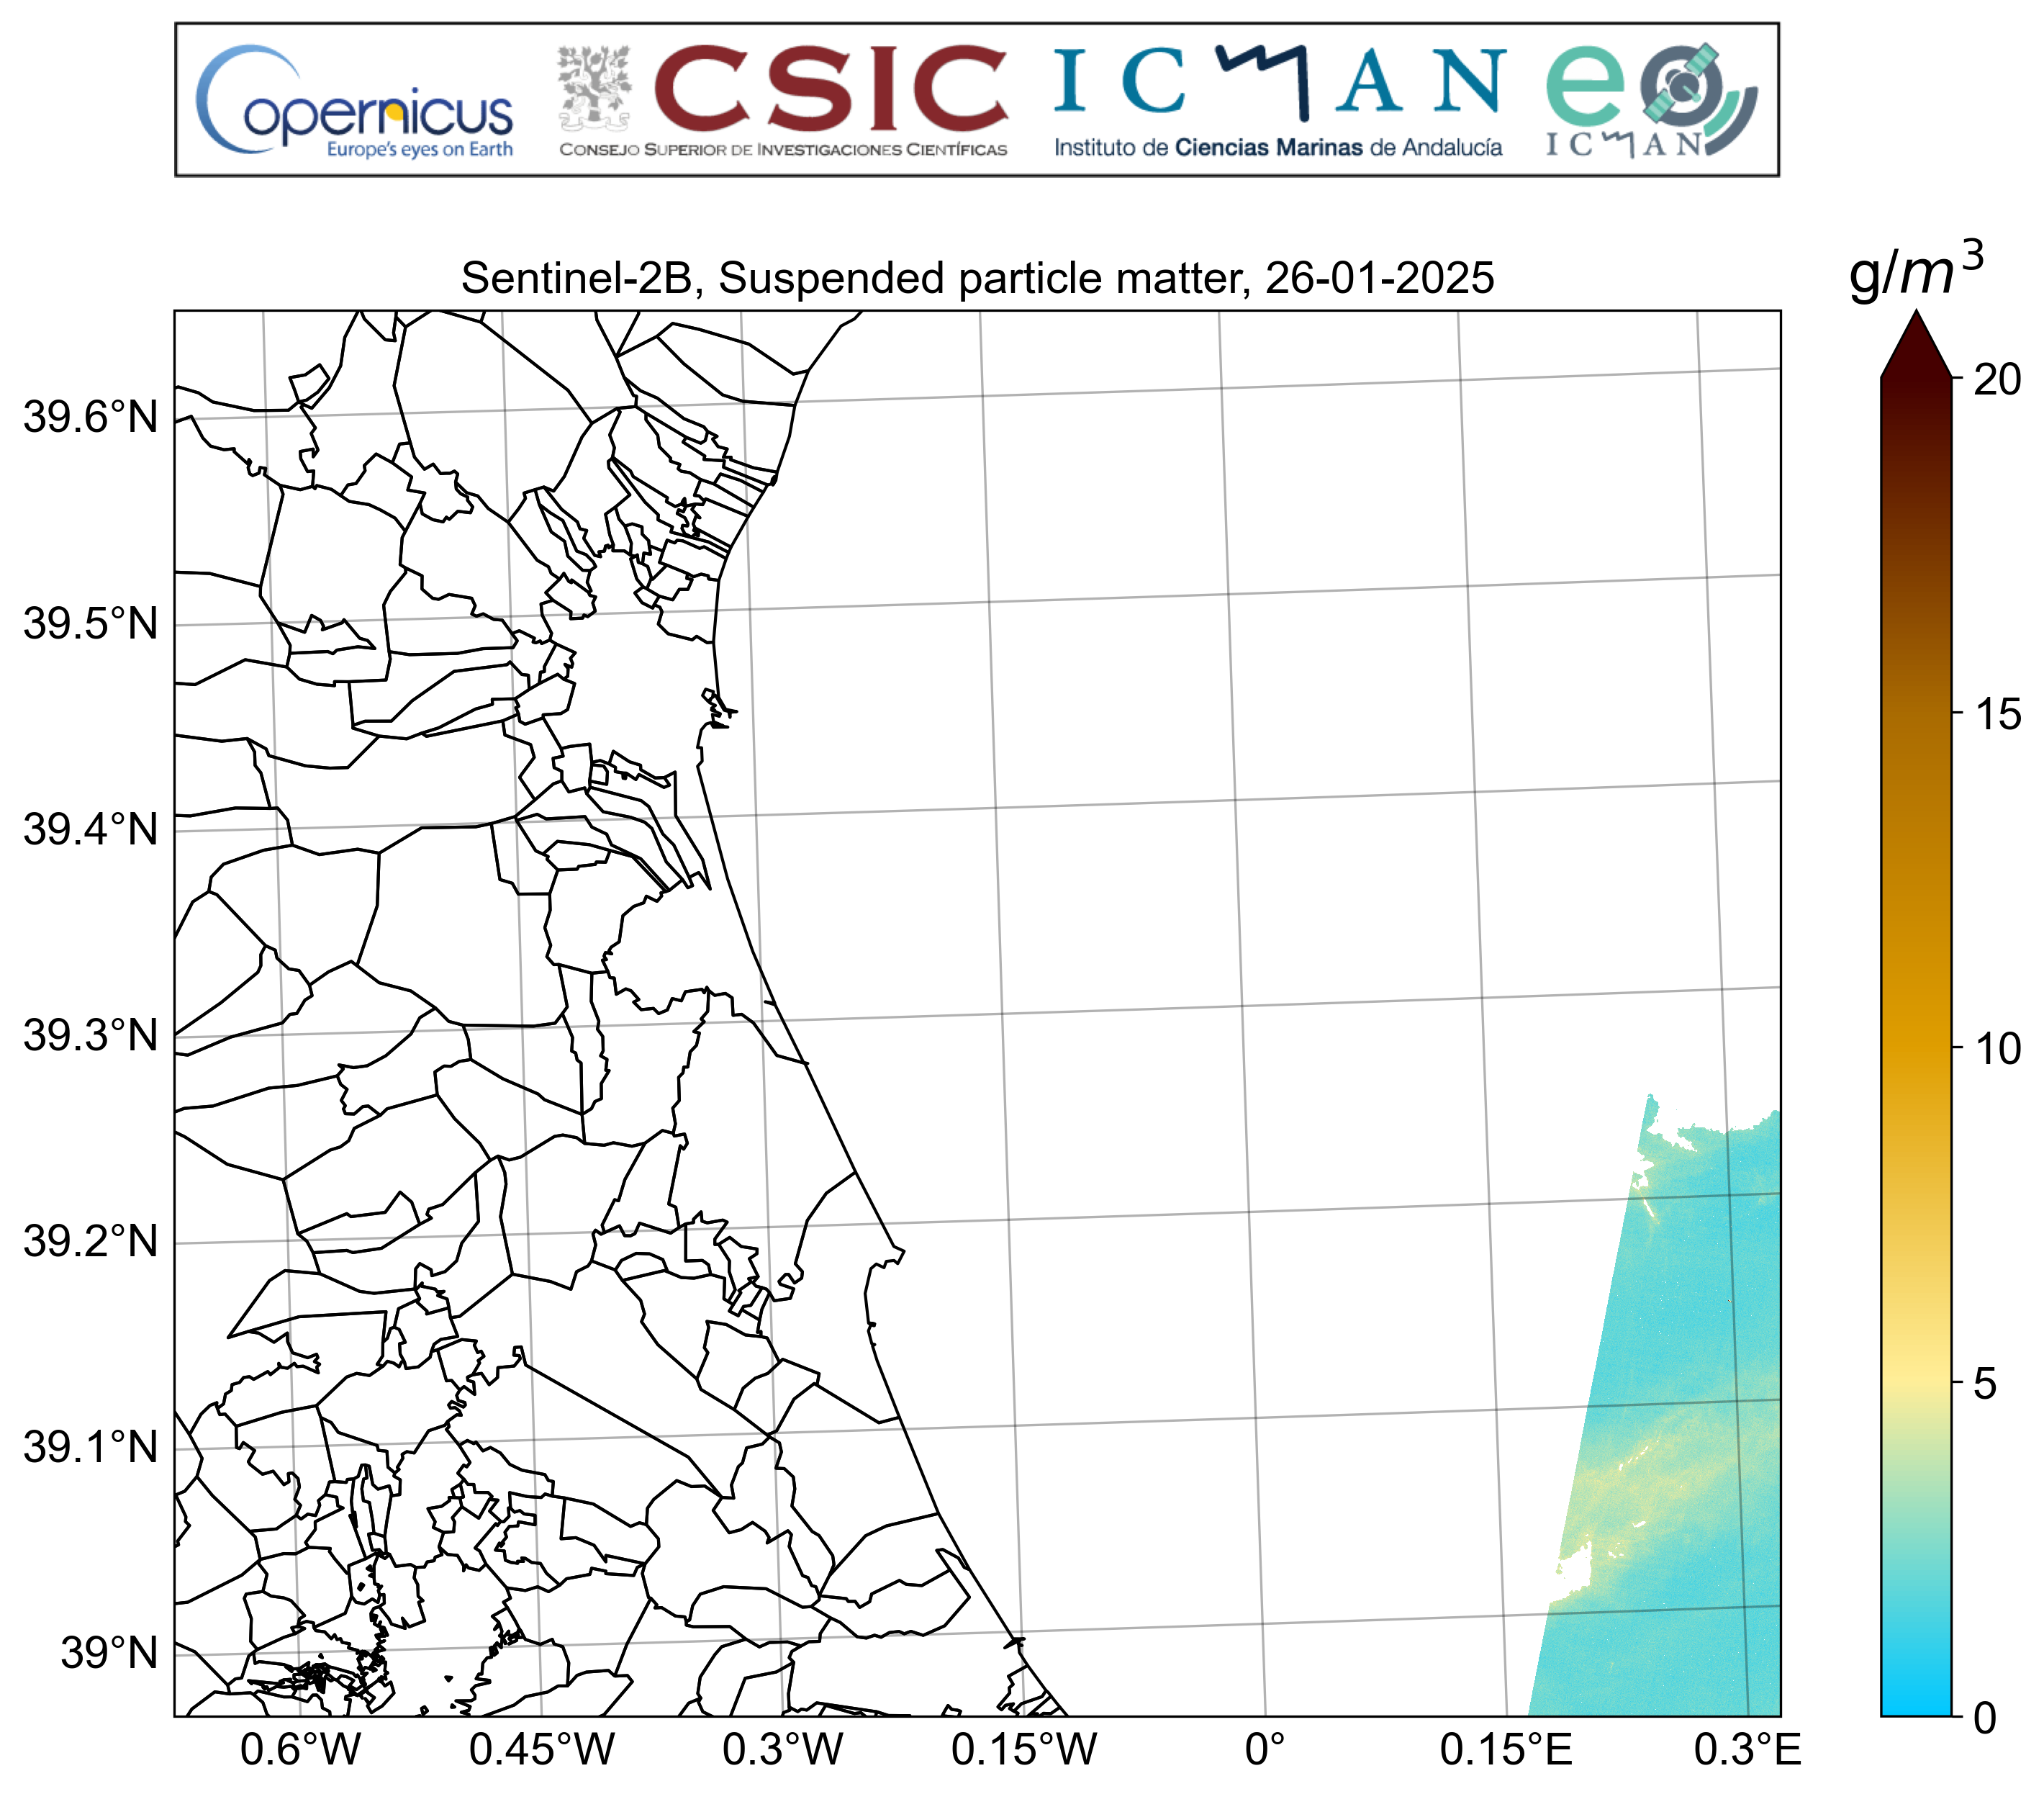 Copernicus
Europe's eyes on Earth
CSIC
CONSEJO SUPERIOR DE INVESTIGACIONES CIENTÍFICAS
ICMAN
Instituto de Ciencias Marinas de Andalucía
eo
ICMAN
Sentinel-2B, Suspended particle matter, 26-01-2025
g/m³
39.6°N
39.5°N
39.4°N
39.3°N
39.2°N
39.1°N
39°N
0.6°W 0.45°W 0.3°W 0.15°W 0° 0.15°E 0.3°E
20
15
10
5
0